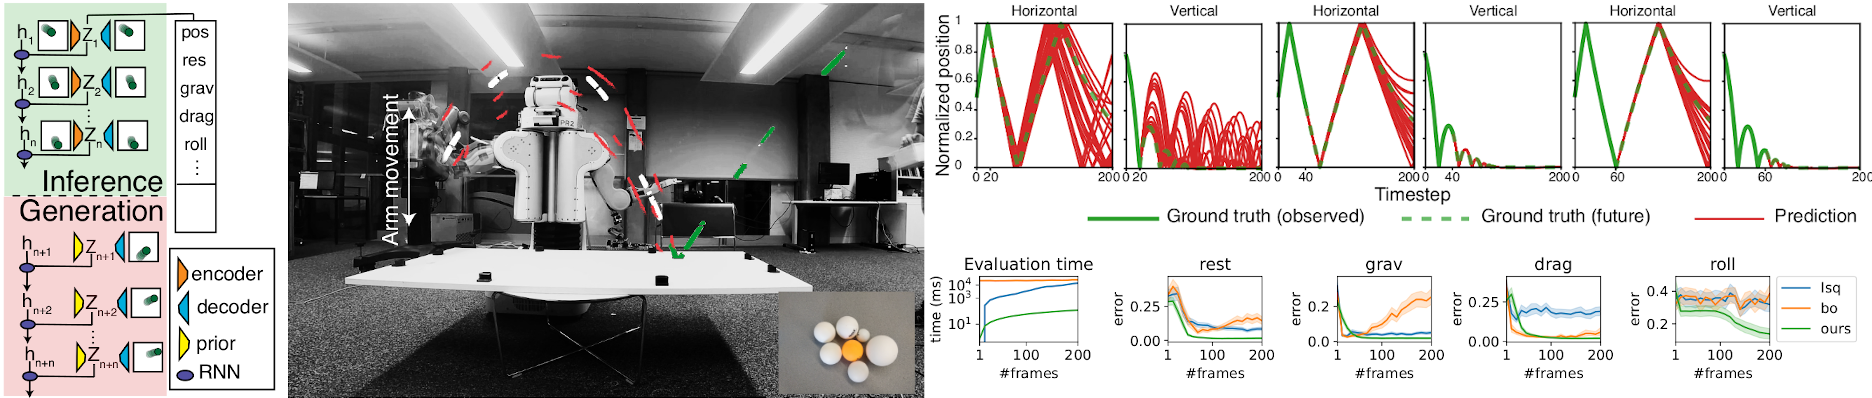 h1
Z1
pos
res
grav
drag
roll
⋮
h2
Z2
⋮
hn
Zn
Inference
Generation
hn+1
Zn+1
hn+2
Zn+2
⋮
hn+n
Zn+n
encoder
decoder
prior
RNN
Arm movement
PR2
Horizontal
Vertical
Horizontal
Vertical
Horizontal
Vertical
Normalized position
1
0.8
0.6
0.4
0.2
0
0 20 200
0 20 200
0 40 200
0 40 200
0 60 200
0 60 200
Timestep
Ground truth (observed)
Ground truth (future)
Prediction
Evaluation time
time (ms)
10^4
10^3
10^1
1 100 200
#frames
rest
error
0.25
0.00
1 100 200
#frames
grav
error
0.2
0.0
1 100 200
#frames
drag
error
0.25
0.00
1 100 200
#frames
roll
error
0.4
0.2
1 100 200
#frames
lsq
bo
ours